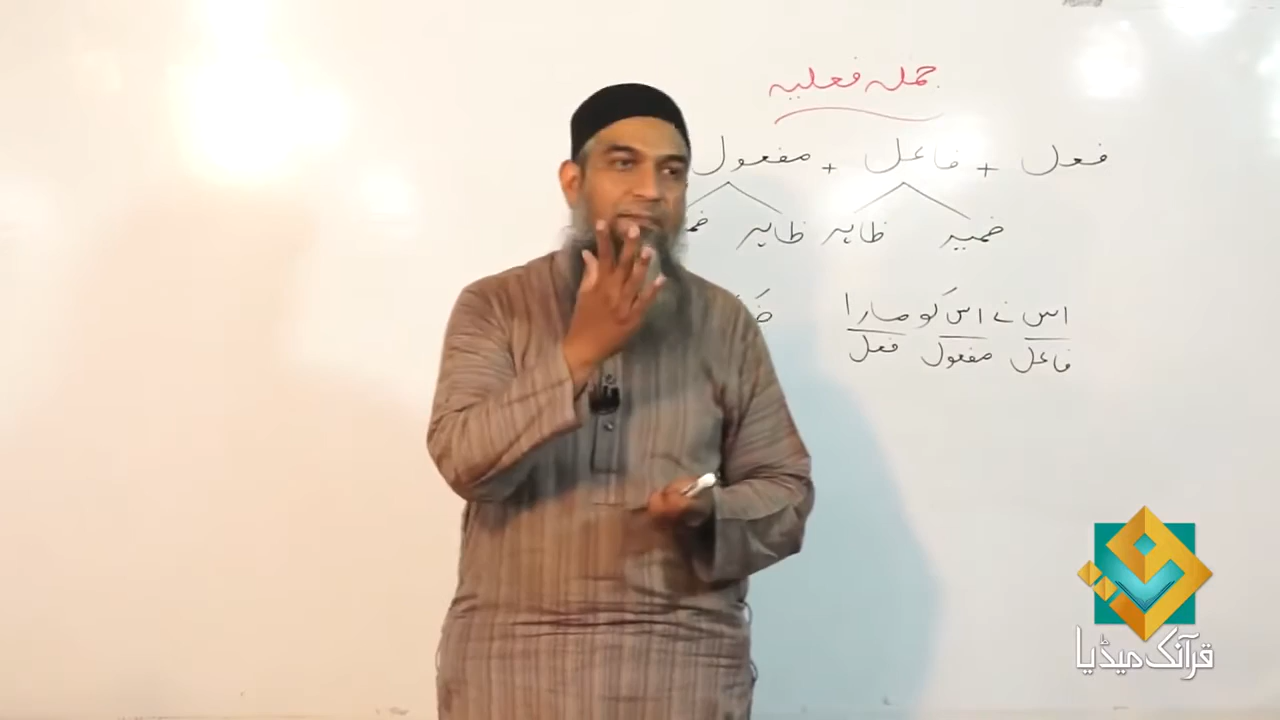 جملہ فعلیہ
فعل + فاعل + مفعول
ضمیر ظاہر ظاہر
اس نے اس کو مارا
فاعل مفعول فعل
قرآنک میڈیا